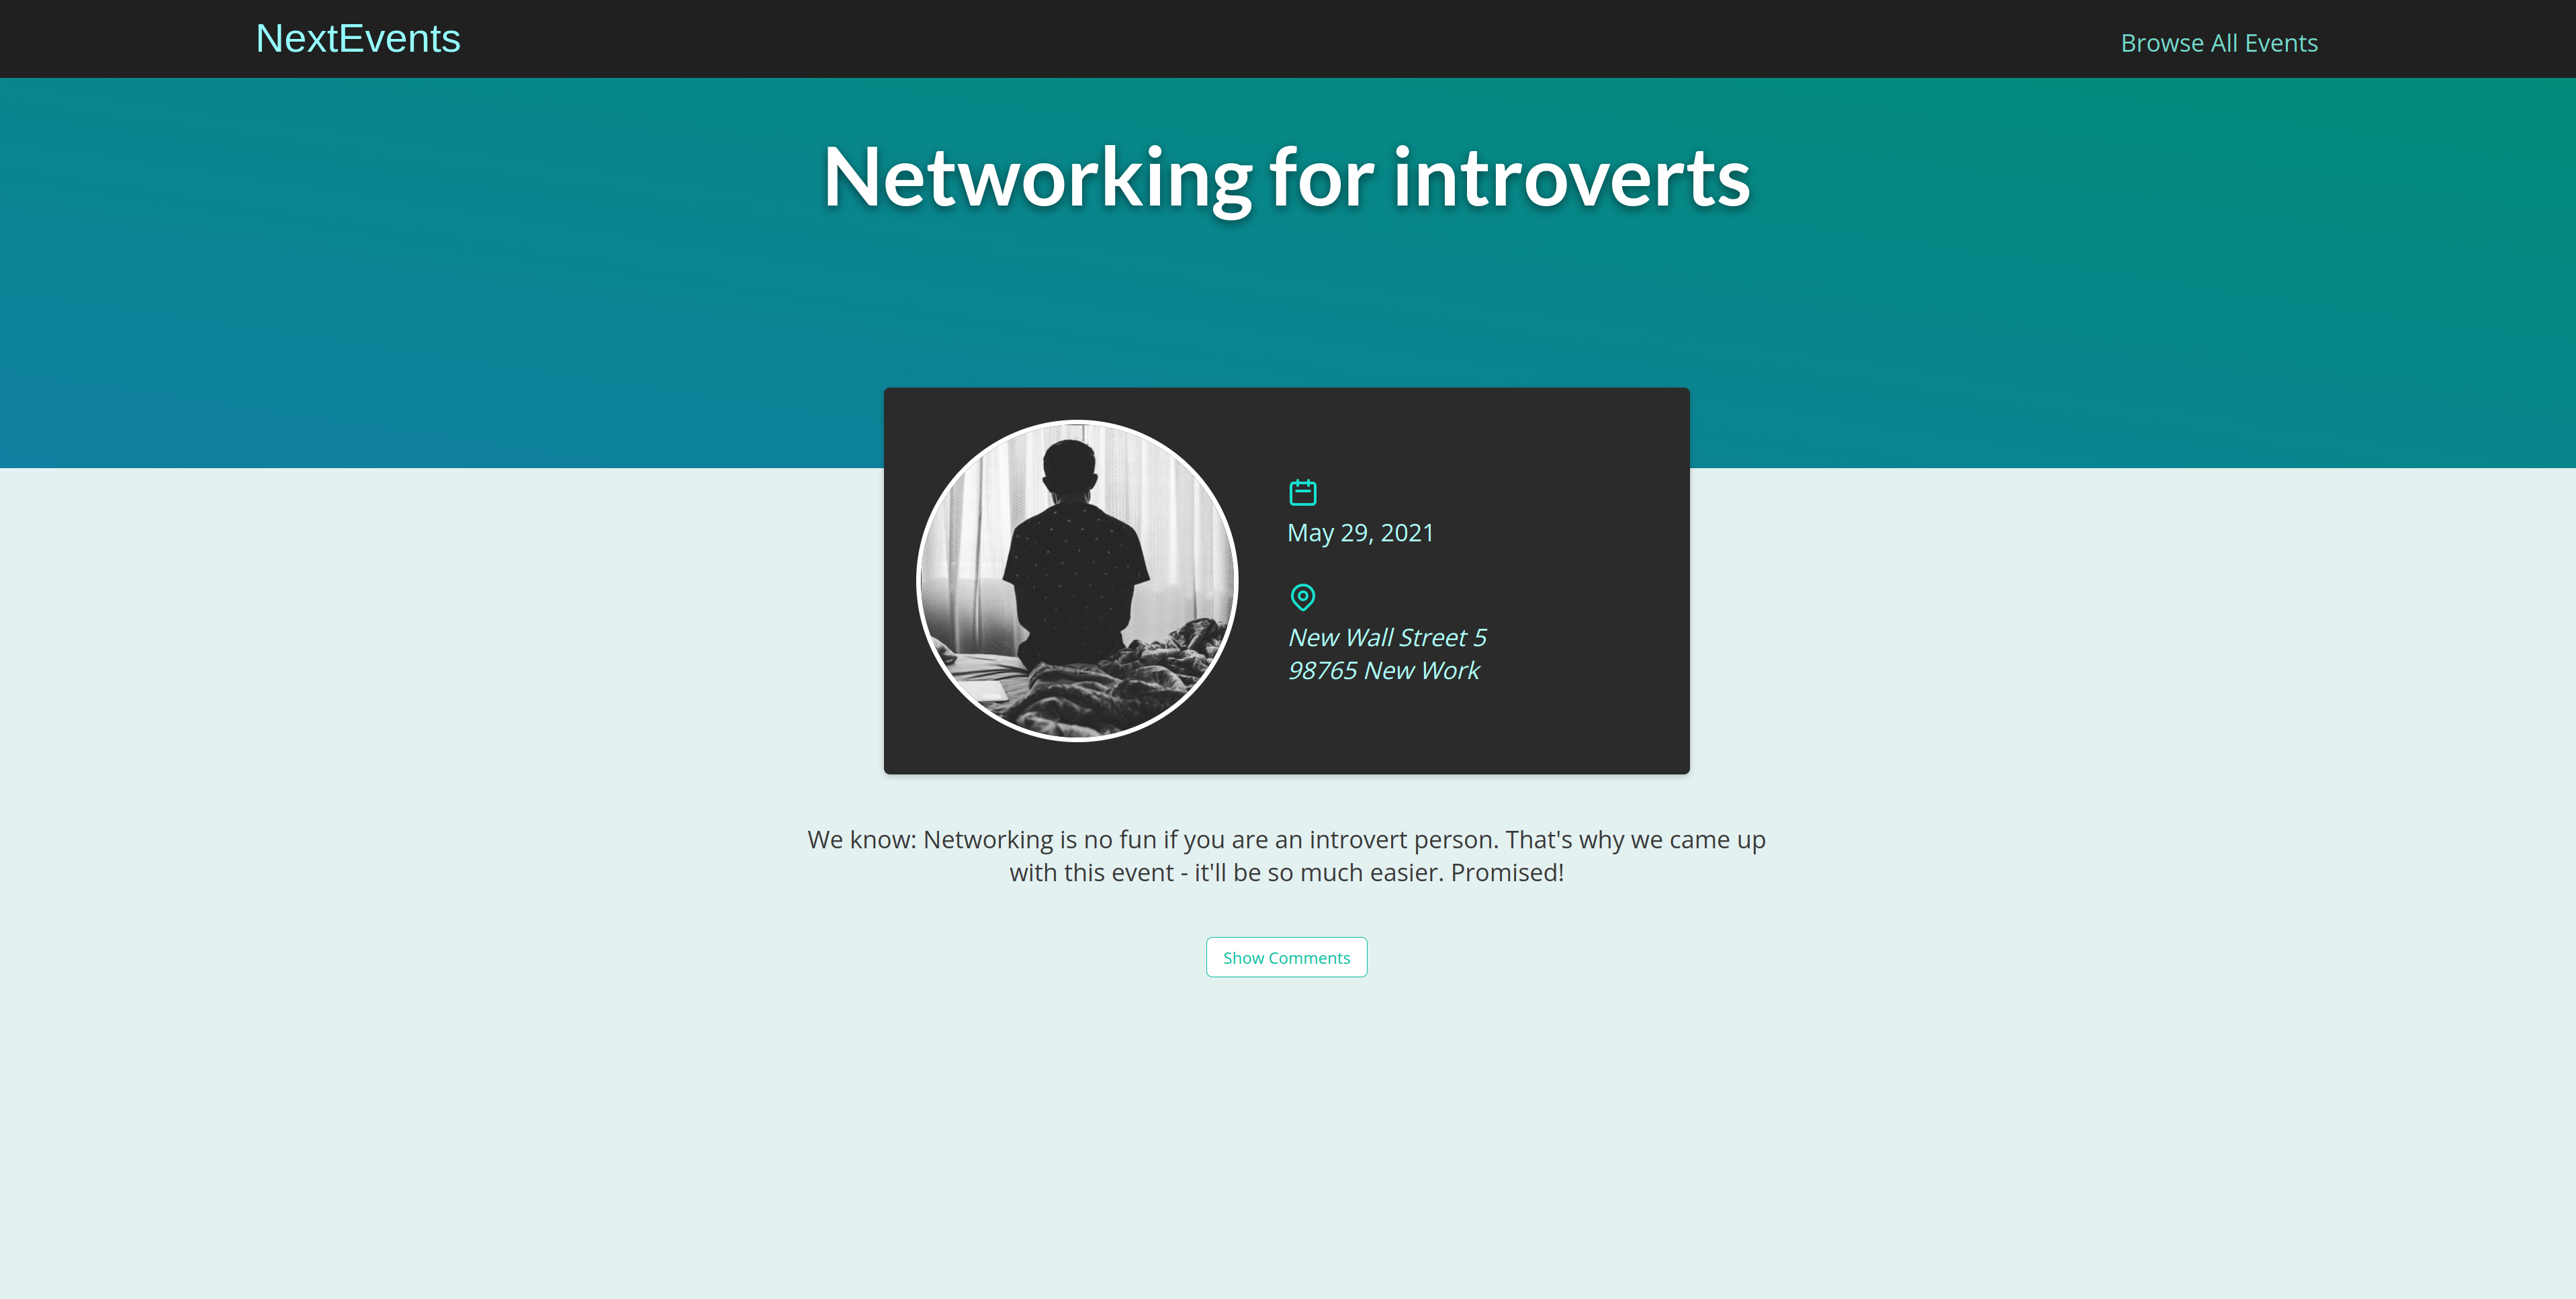 NextEvents
Browse All Events
Networking for introverts
May 29, 2021
New Wall Street 5
98765 New Work
We know: Networking is no fun if you are an introvert person. That's why we came up
with this event - it'll be so much easier. Promised!
Show Comments